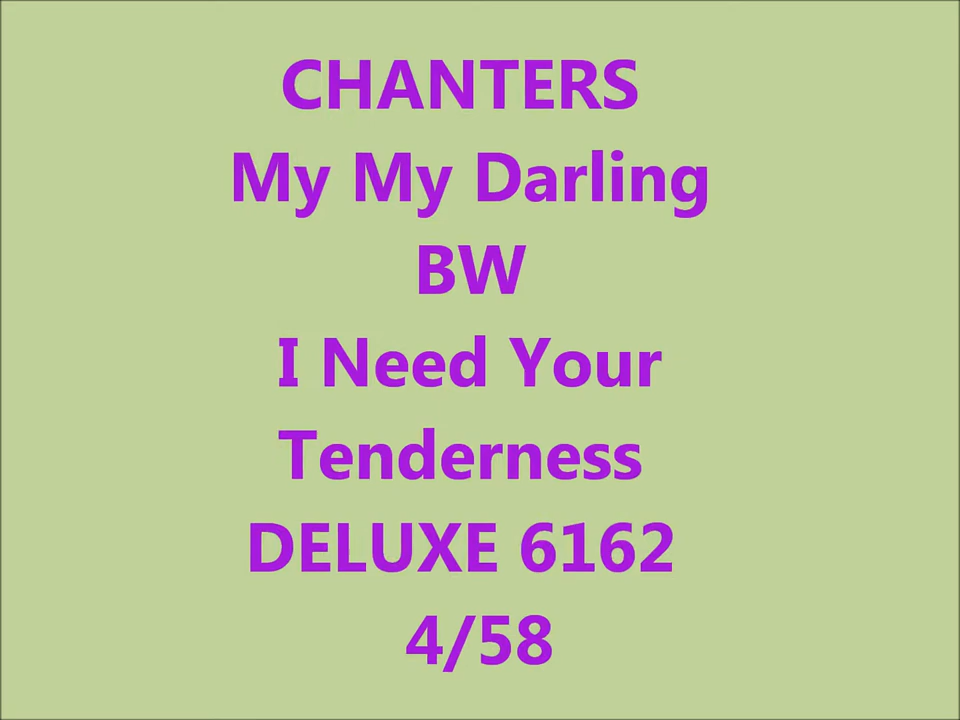 CHANTERS
My My Darling
BW
I Need Your
Tenderness
DELUXE 6162
4/58